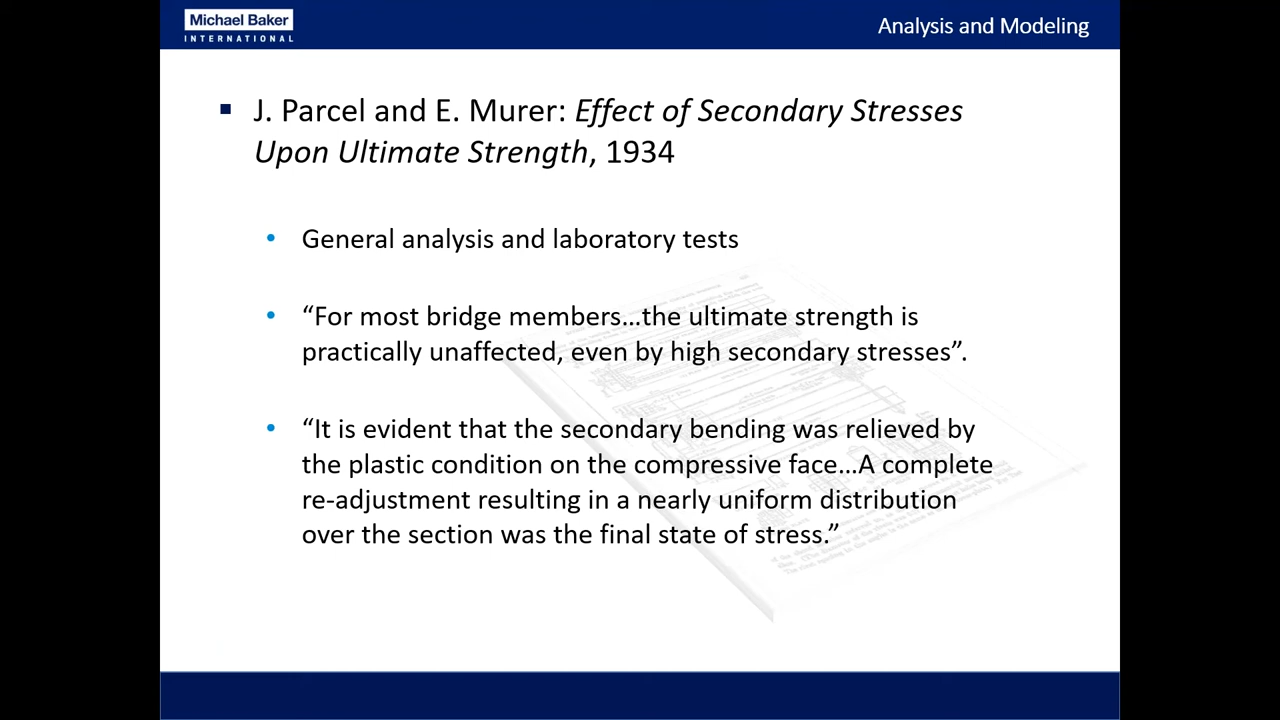 Michael Baker
INTERNATIONAL
Analysis and Modeling
▪ J. Parcel and E. Murer: Effect of Secondary Stresses
Upon Ultimate Strength, 1934
• General analysis and laboratory tests
• “For most bridge members…the ultimate strength is
practically unaffected, even by high secondary stresses”.
• “It is evident that the secondary bending was relieved by
the plastic condition on the compressive face…A complete
re-adjustment resulting in a nearly uniform distribution
over the section was the final state of stress.”